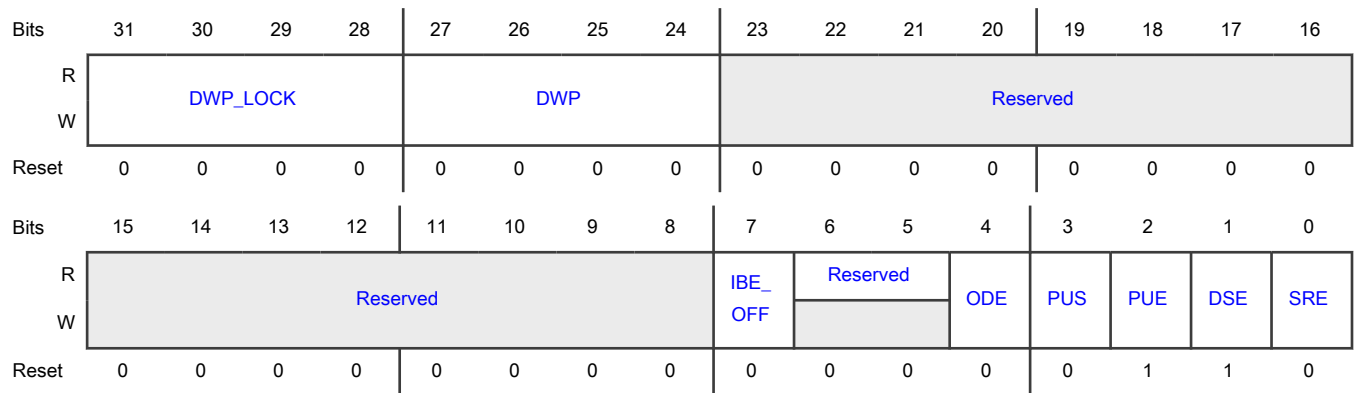 Bits 31 30 29 28 27 26 25 24 23 22 21 20 19 18 17 16
R
DWP_LOCK DWP Reserved
W
Reset 0 0 0 0 0 0 0 0 0 0 0 0 0 0 0 0
Bits 15 14 13 12 11 10 9 8 7 6 5 4 3 2 1 0
R Reserved
Reserved IBE_ OFF ODE PUS PUE DSE SRE
W
Reset 0 0 0 0 0 0 0 0 0 0 0 0 0 1 1 0